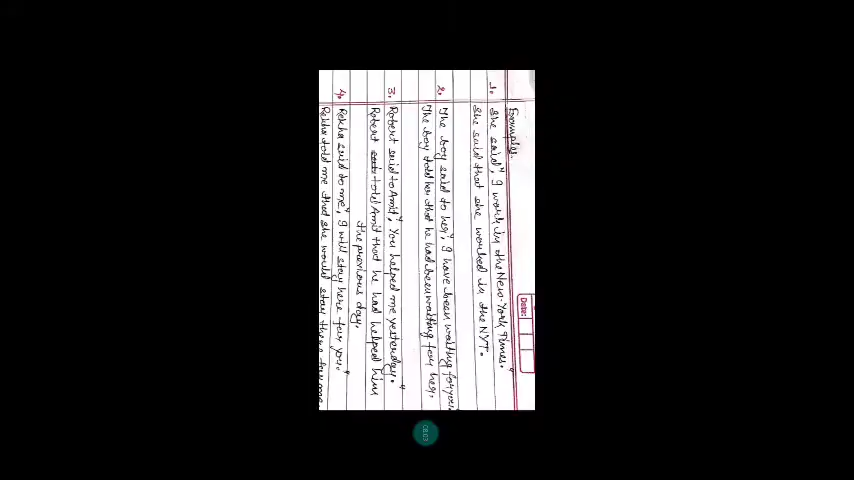 Date:
Examples.
1. She said," I work in the New-York Times."
She said that she worked in the NYT.
2. The boy said to her," I have been waiting for you.
The boy told her that he had been waiting for her.
3. Robert said to Amit," You helped me yesterday."
Robert told Amit that he had helped him
the previous day.
4. Rekha said to me," I will stay here for you."
Rekha told me that she would stay there for me.